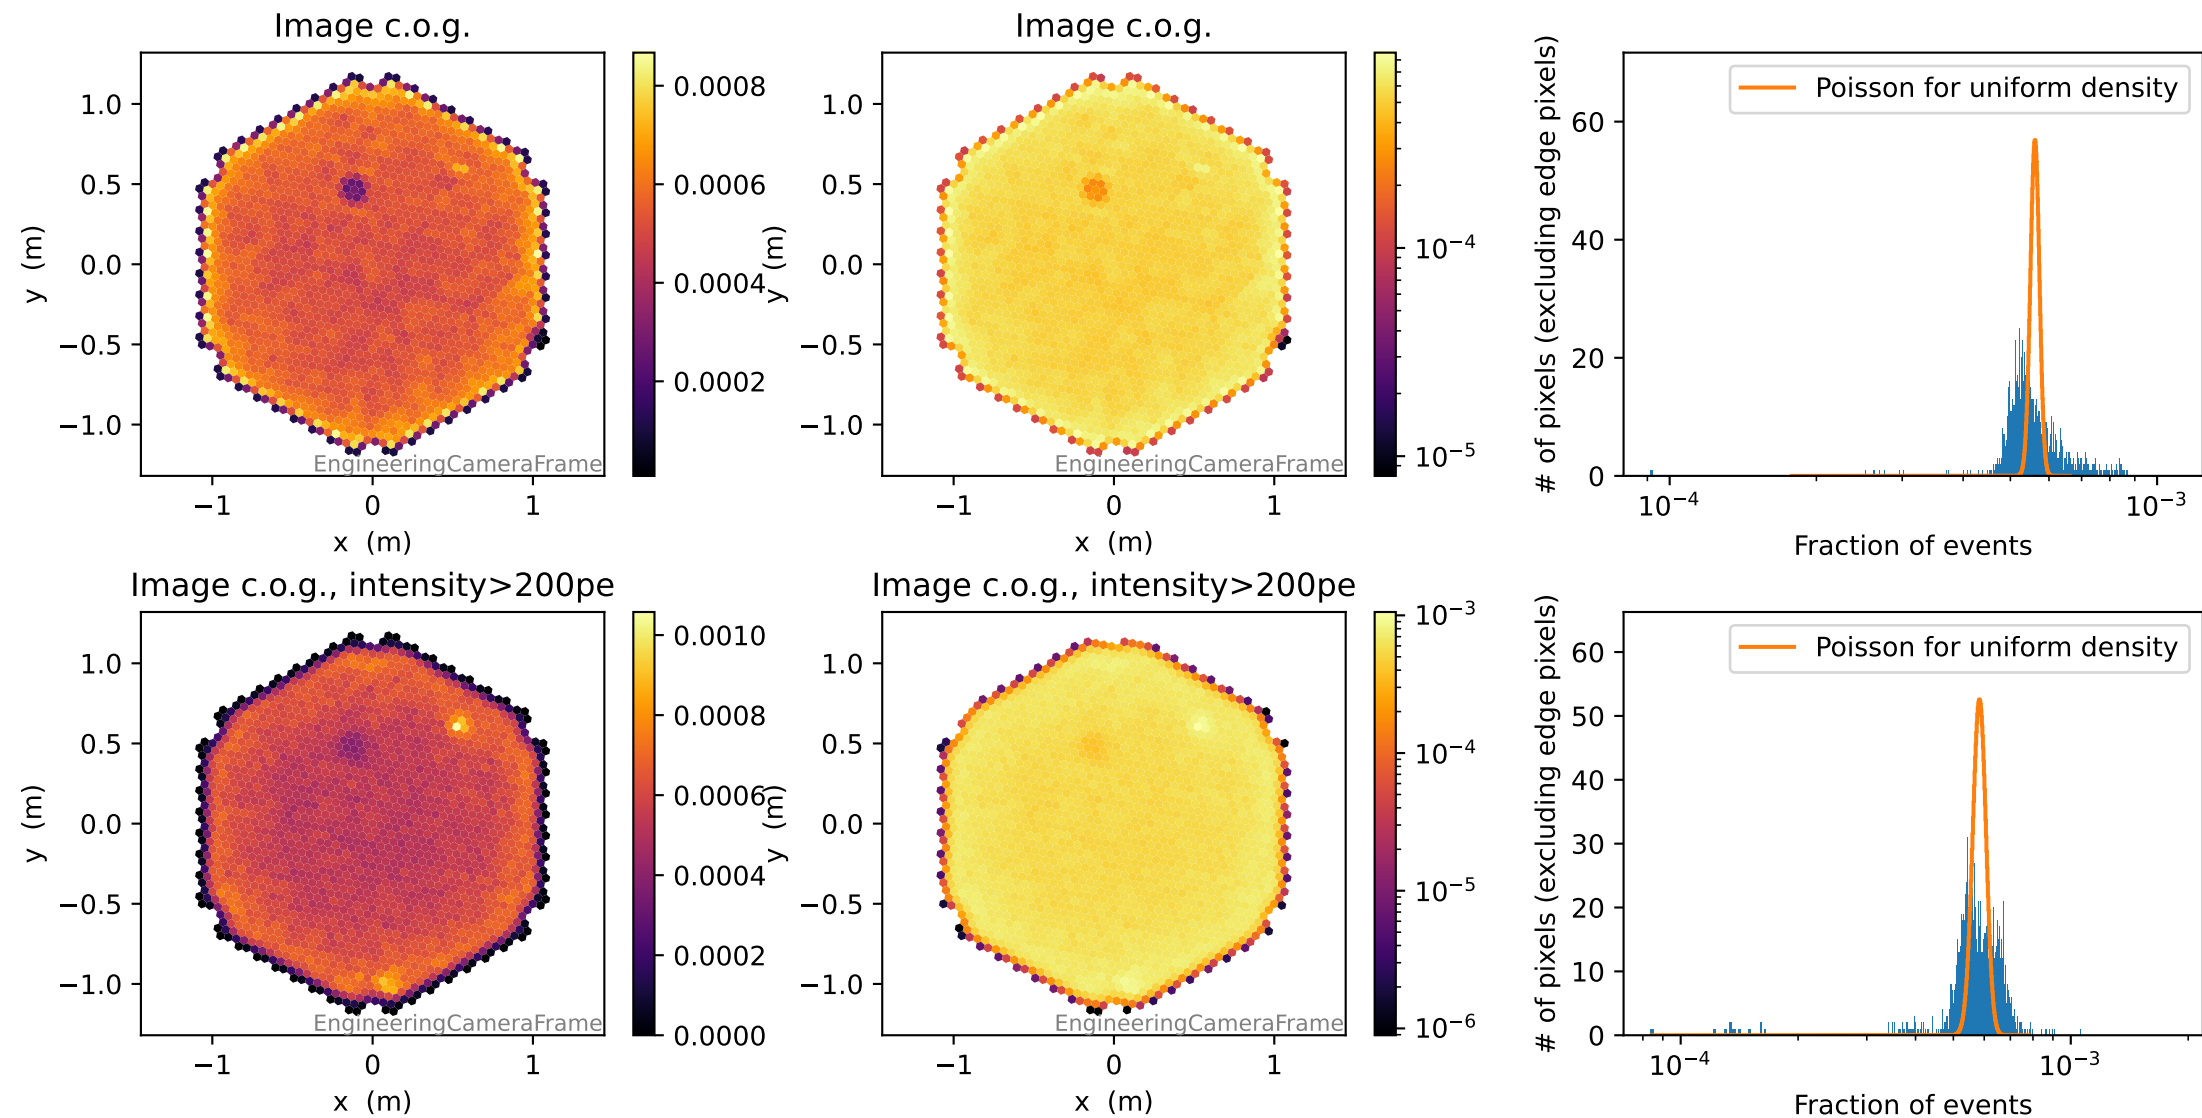 Image c.o.g.
y (m)
1.0
0.5
0.0
−0.5
−1.0
−1
0
1
x (m)
EngineeringCameraFrame
0.0008
0.0006
0.0004
0.0002
Image c.o.g.
y (m)
1.0
0.5
0.0
−0.5
−1.0
−1
0
1
x (m)
EngineeringCameraFrame
10⁻⁴
10⁻⁵
# of pixels (excluding edge pixels)
60
40
20
0
Poisson for uniform density
10⁻⁴
10⁻³
Fraction of events
Image c.o.g., intensity>200pe
y (m)
1.0
0.5
0.0
−0.5
−1.0
−1
0
1
x (m)
EngineeringCameraFrame
0.0010
0.0008
0.0006
0.0004
0.0002
0.0000
Image c.o.g., intensity>200pe
y (m)
1.0
0.5
0.0
−0.5
−1.0
−1
0
1
x (m)
EngineeringCameraFrame
10⁻³
10⁻⁴
10⁻⁵
10⁻⁶
# of pixels (excluding edge pixels)
60
50
40
30
20
10
0
Poisson for uniform density
10⁻⁴
10⁻³
Fraction of events